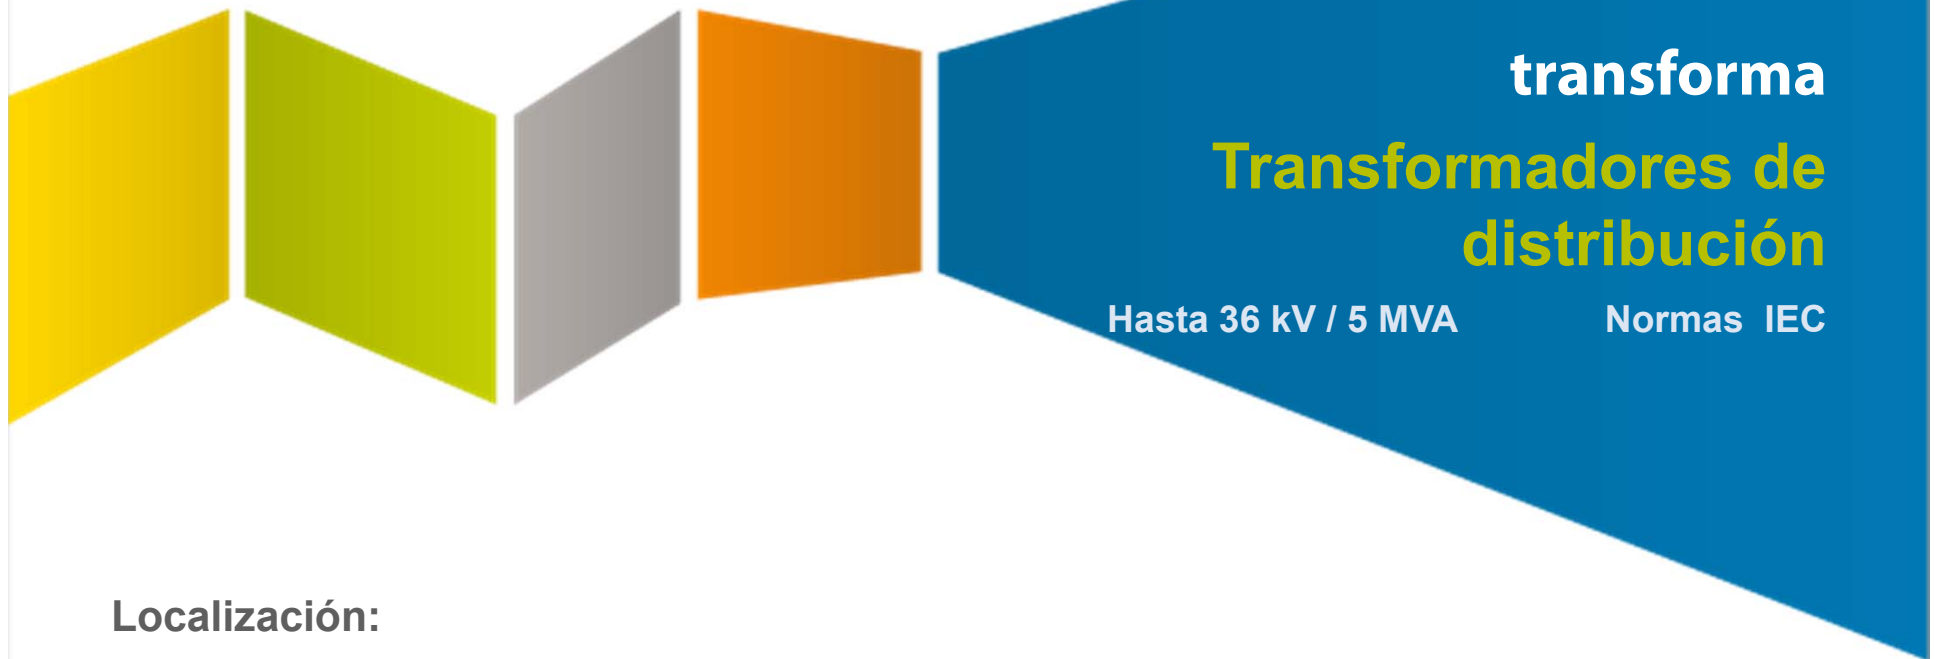 transforma
Transformadores de
distribución
Hasta 36 kV / 5 MVA Normas IEC
Localización: